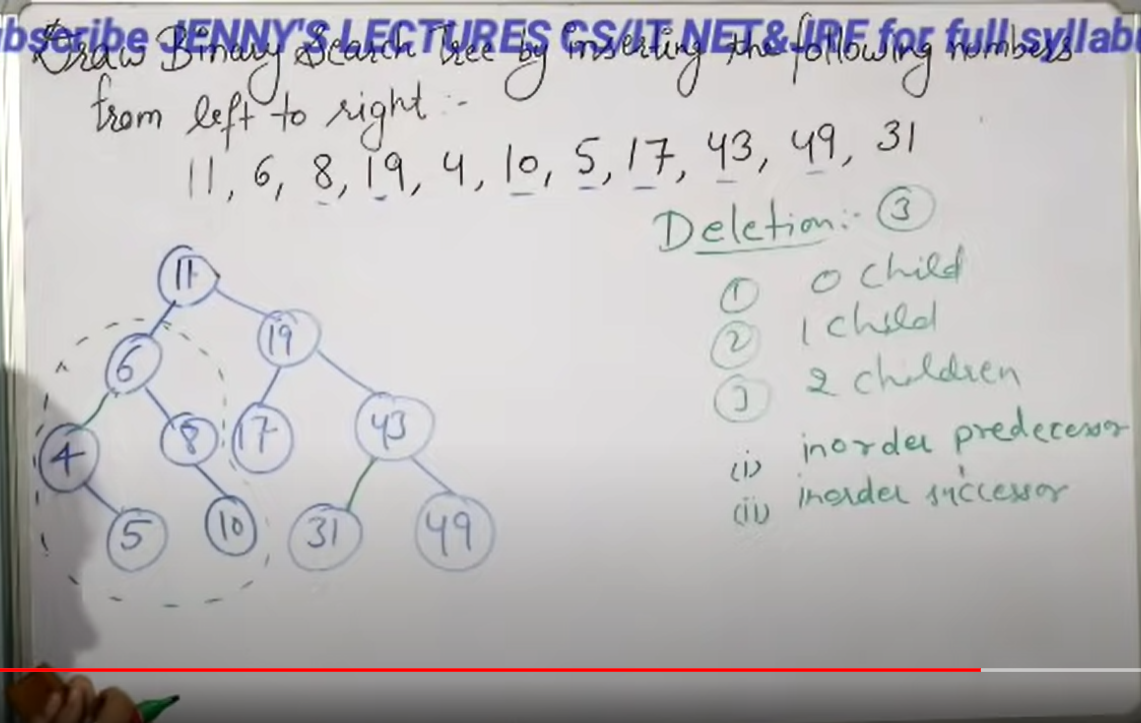 bscribe JENNY'S LECTURES CS/IT NET&JRF for full syllab
Draw Binary Search Tree by inserting the following numbers
from left to right :-
11, 6, 8, 19, 4, 10, 5, 17, 43, 49, 31
Deletion:- 3
1 0 child
2 1 child
3 2 children
(i) inorder predecessor
(ii) inorder successor
11
6 19
4 8 17 43
5 10 31 49